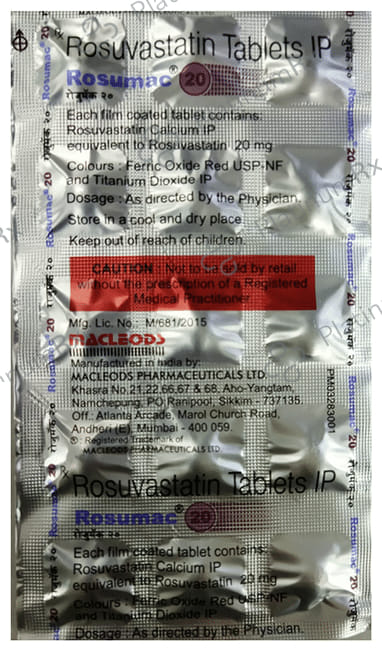 Rx Rosuvastatin Tablets IP
Rosumac® 20
रोजुमॅक २०
Each film coated tablet contains:
Rosuvastatin Calcium IP
equivalent to Rosuvastatin 20 mg
Colours : Ferric Oxide Red USP-NF
and Titanium Dioxide IP
Dosage : As directed by the Physician.
Store in a cool and dry place.
Keep out of reach of children.
CAUTION : Not to be sold by retail
without the prescription of a Registered
Medical Practitioner.
Mfg. Lic. No.: M/681/2015
MACLEODS
Manufactured in India by:
MACLEODS PHARMACEUTICALS LTD.
Khasra No.21,22,66,67 & 68, Aho-Yangtam,
Namchepung, PO Ranipool, Sikkim - 737135.
Off.: Atlanta Arcade, Marol Church Road,
Andheri (E), Mumbai - 400 059.
® : Registered Trademark of
MACLEODS PHARMACEUTICALS LTD.
PM03283001
Rx Rosuvastatin Tablets IP
Rosumac® 20
रोजुमॅक २०
Each film coated tablet contains:
Rosuvastatin Calcium IP
equivalent to Rosuvastatin 20 mg
Colours : Ferric Oxide Red USP-NF
and Titanium Dioxide IP
Dosage : As directed by the Physician.